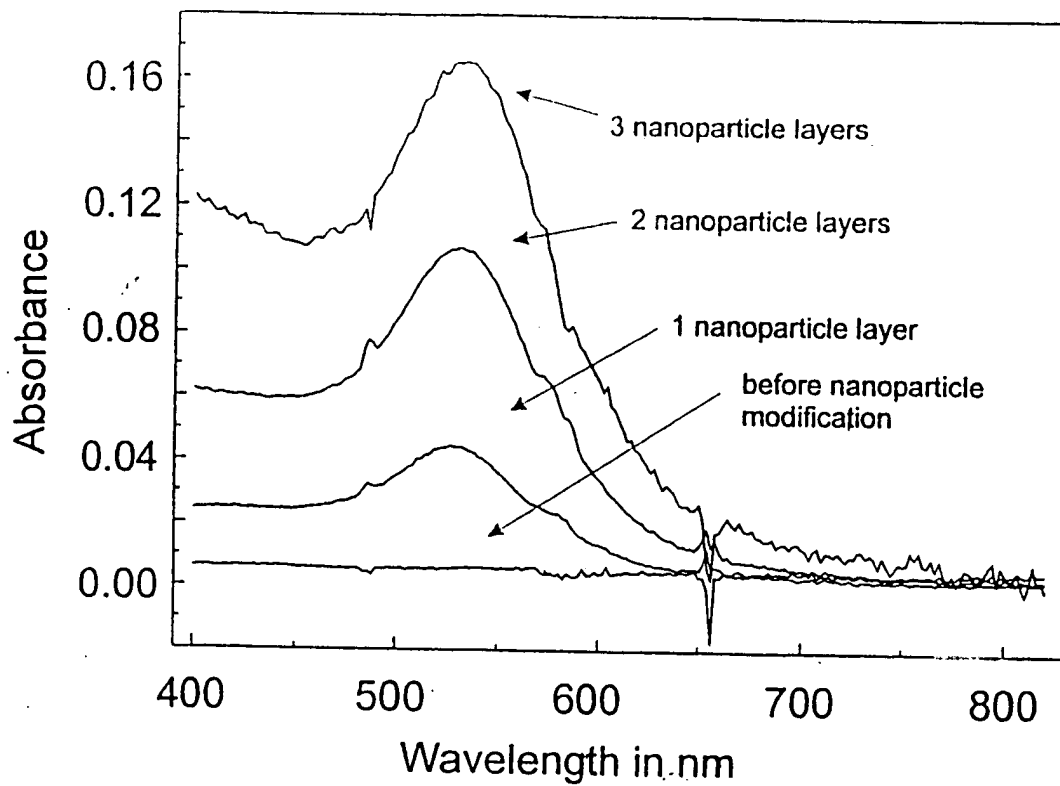 0.16
0.12
0.08
0.04
0.00
Absorbance
3 nanoparticle layers
2 nanoparticle layers
1 nanoparticle layer
before nanoparticle
modification
400
500
600
700
800
Wavelength in nm